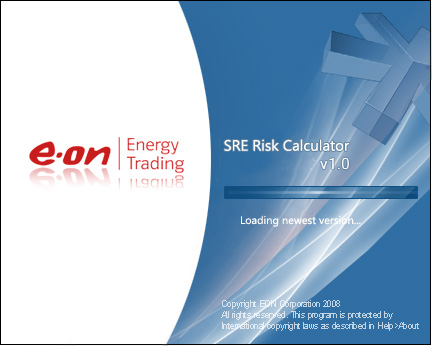 e·on Energy
Trading
SRE Risk Calculator
v1.0
Loading newest version...
Copyright EON Corporation 2008
All rights reserved. This program is protected by
International copyright laws as described in Help>About